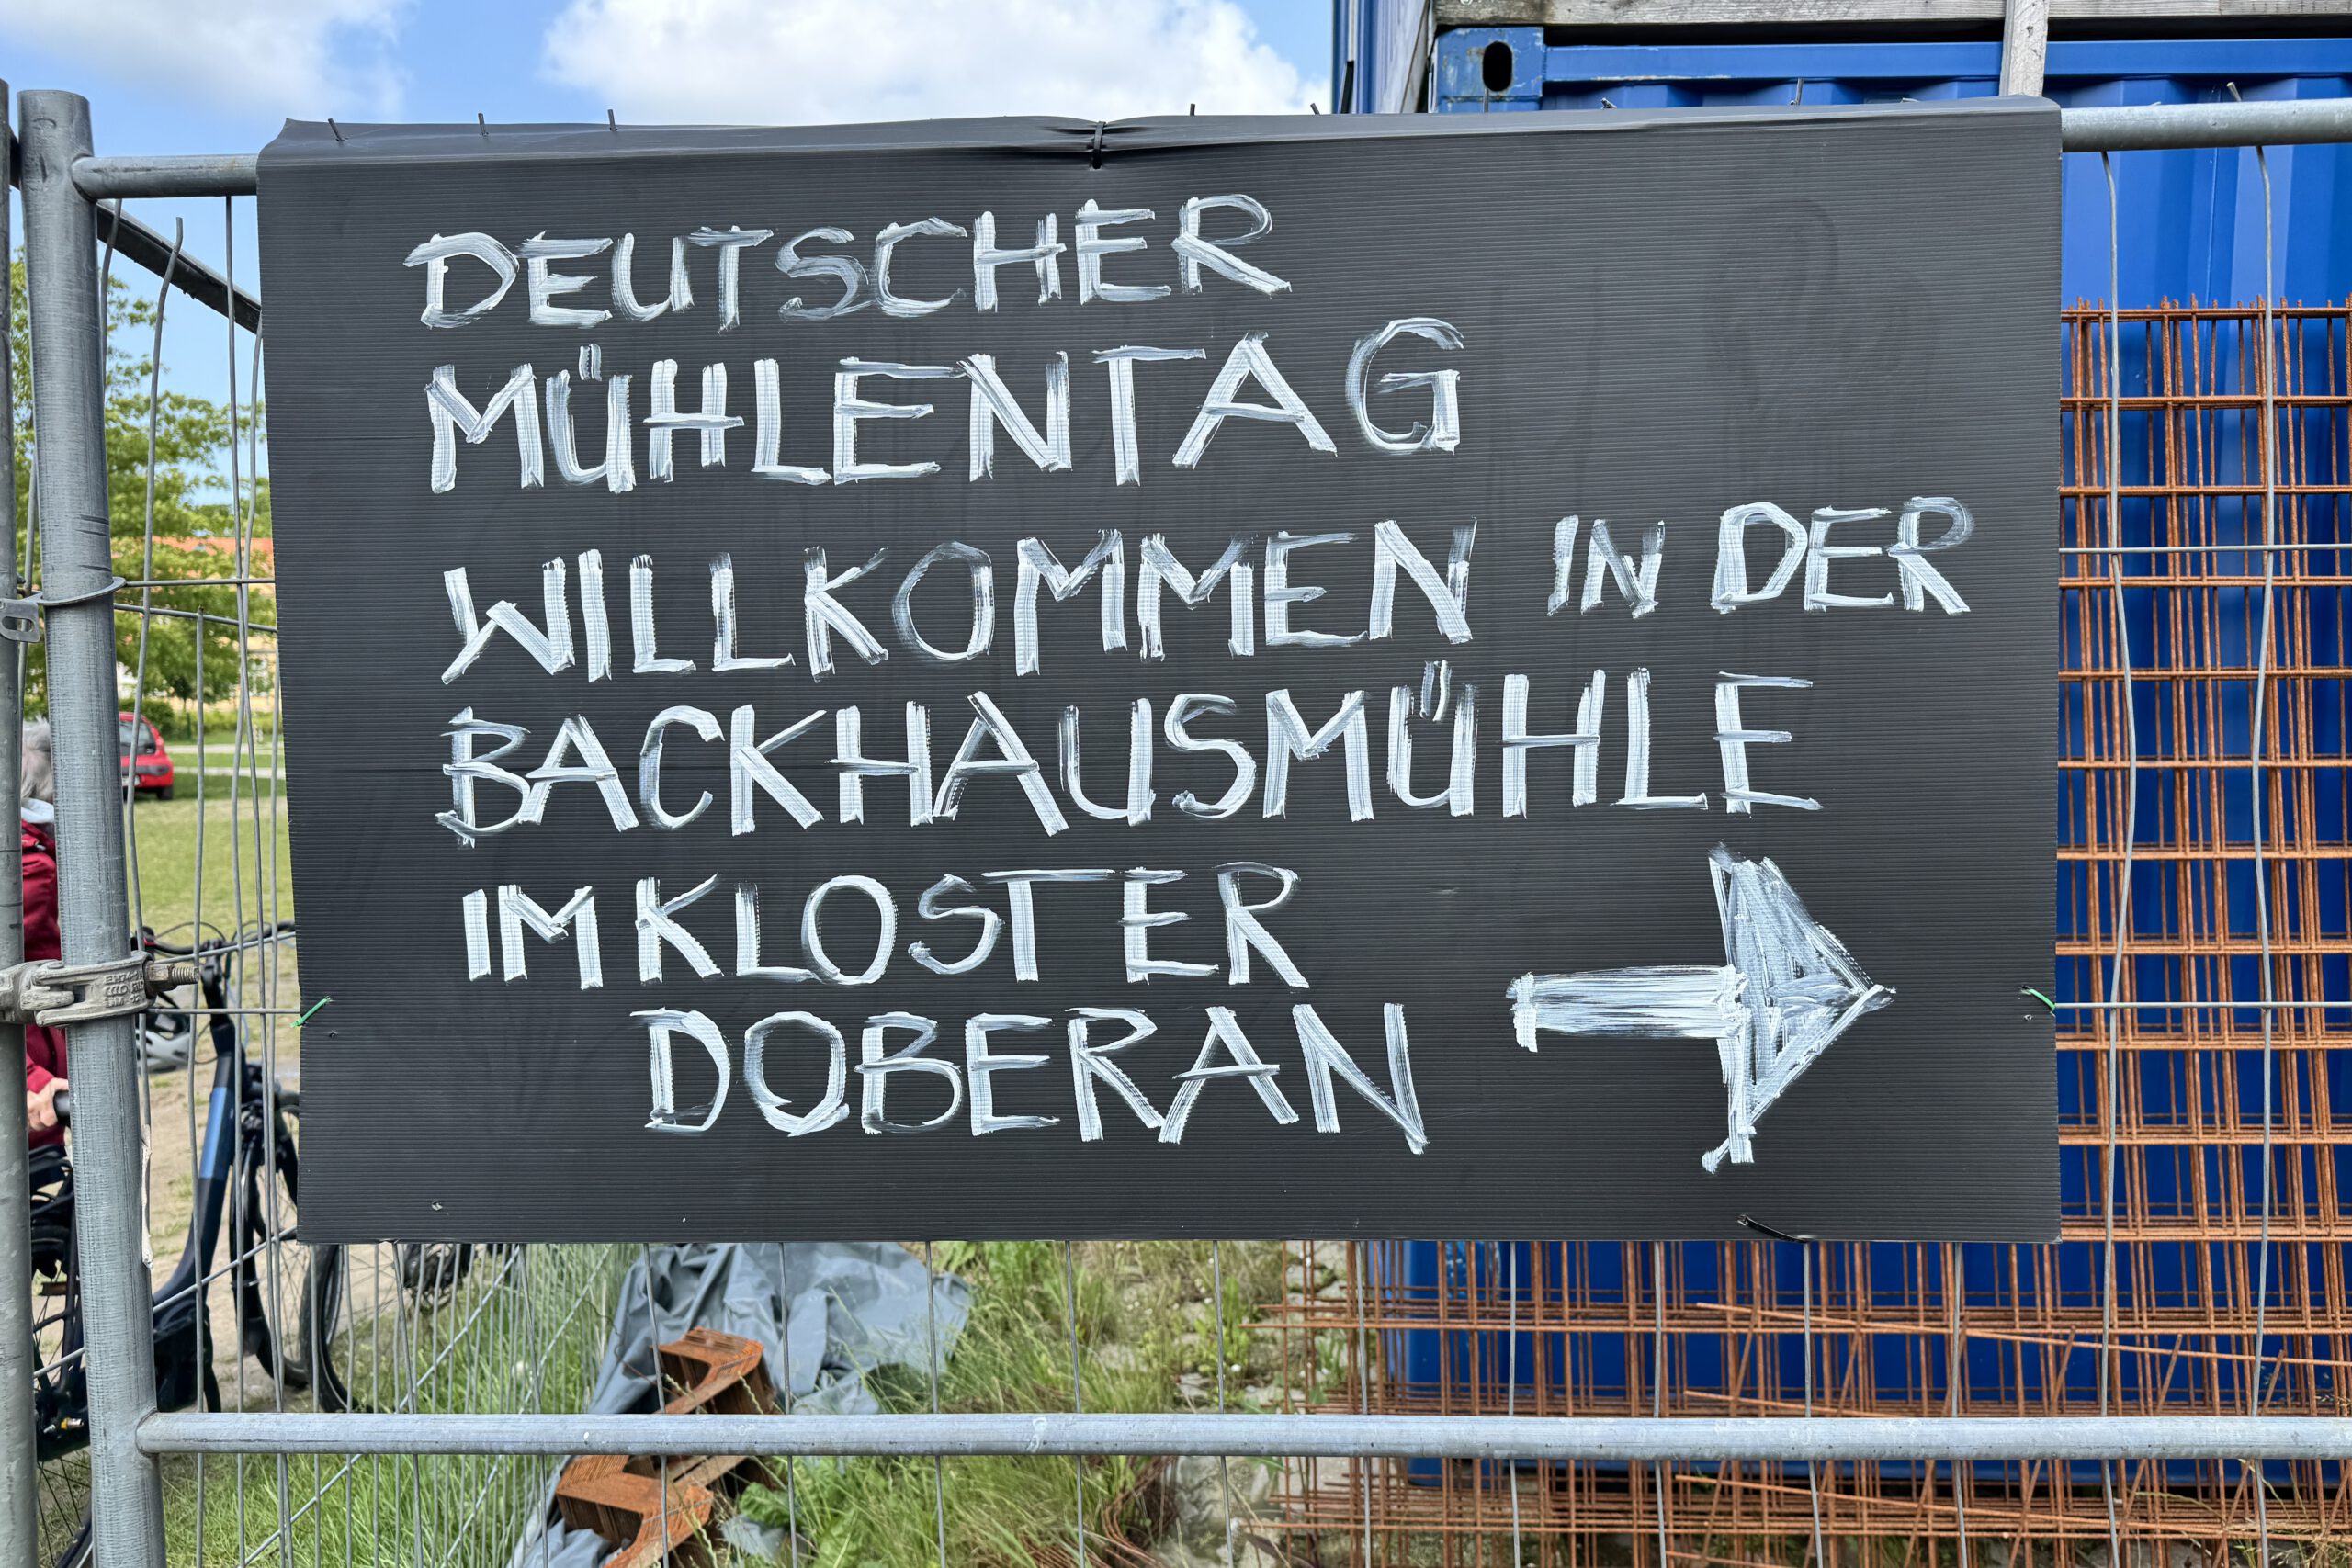 DEUTSCHER
MÜHLENTAG
WILLKOMMEN IN DER
BACKHAUSMÜHLE
IM KLOSTER
DOBERAN